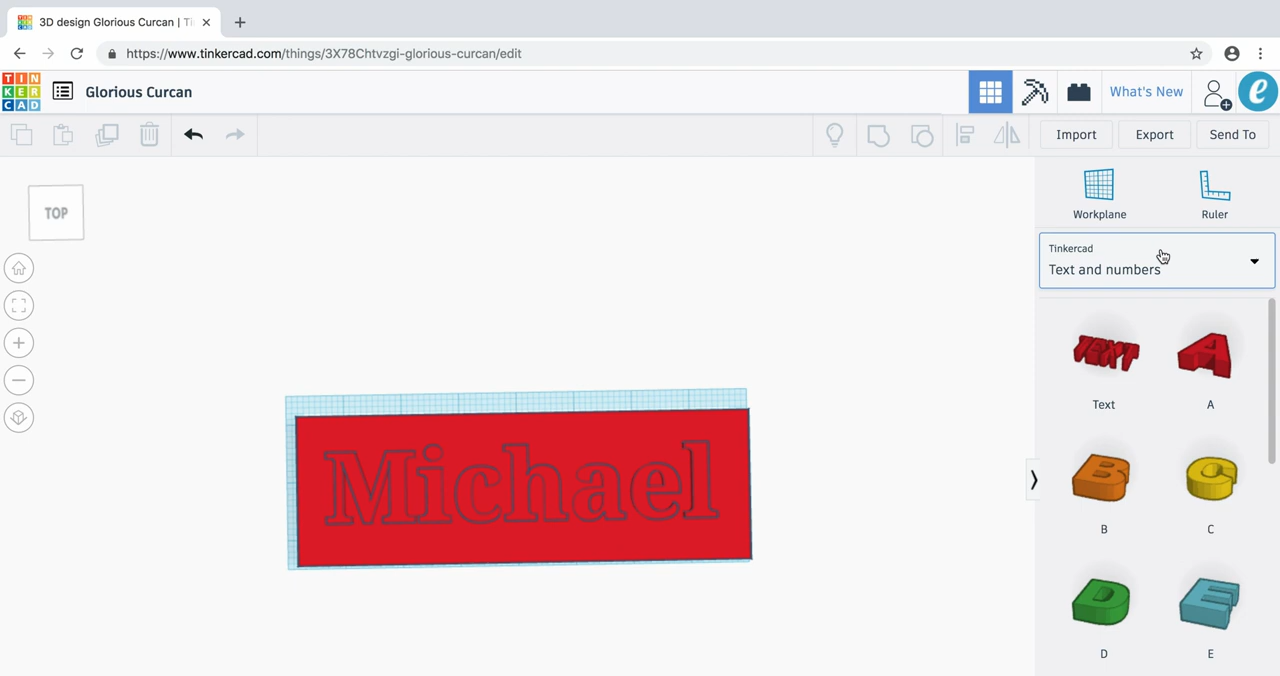 3D design Glorious Curcan | Ti
https://www.tinkercad.com/things/3X78Chtvzgi-glorious-curcan/edit
TIN
KER
CAD
Glorious Curcan
What's New
e
Import
Export
Send To
TOP
Workplane
Ruler
Tinkercad
Text and numbers
TEXT
A
Text
A
B
C
B
C
D
E
D
E
Michael